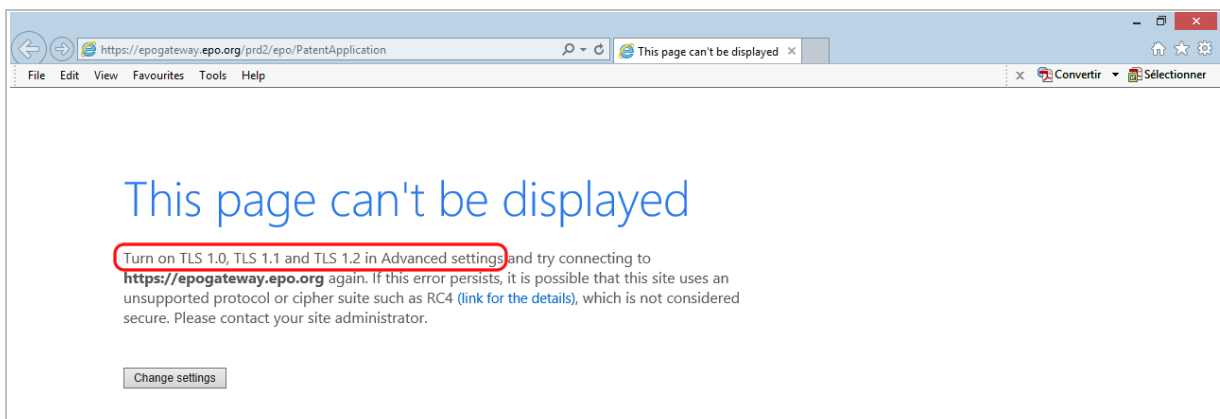 https://epogateway.epo.org/prd2/epo/PatentApplication
This page can't be displayed
File Edit View Favourites Tools Help
Convertir
Sélectionner
This page can't be displayed
Turn on TLS 1.0, TLS 1.1 and TLS 1.2 in Advanced settings and try connecting to
https://epogateway.epo.org again. If this error persists, it is possible that this site uses an
unsupported protocol or cipher suite such as RC4 (link for the details), which is not considered
secure. Please contact your site administrator.
Change settings